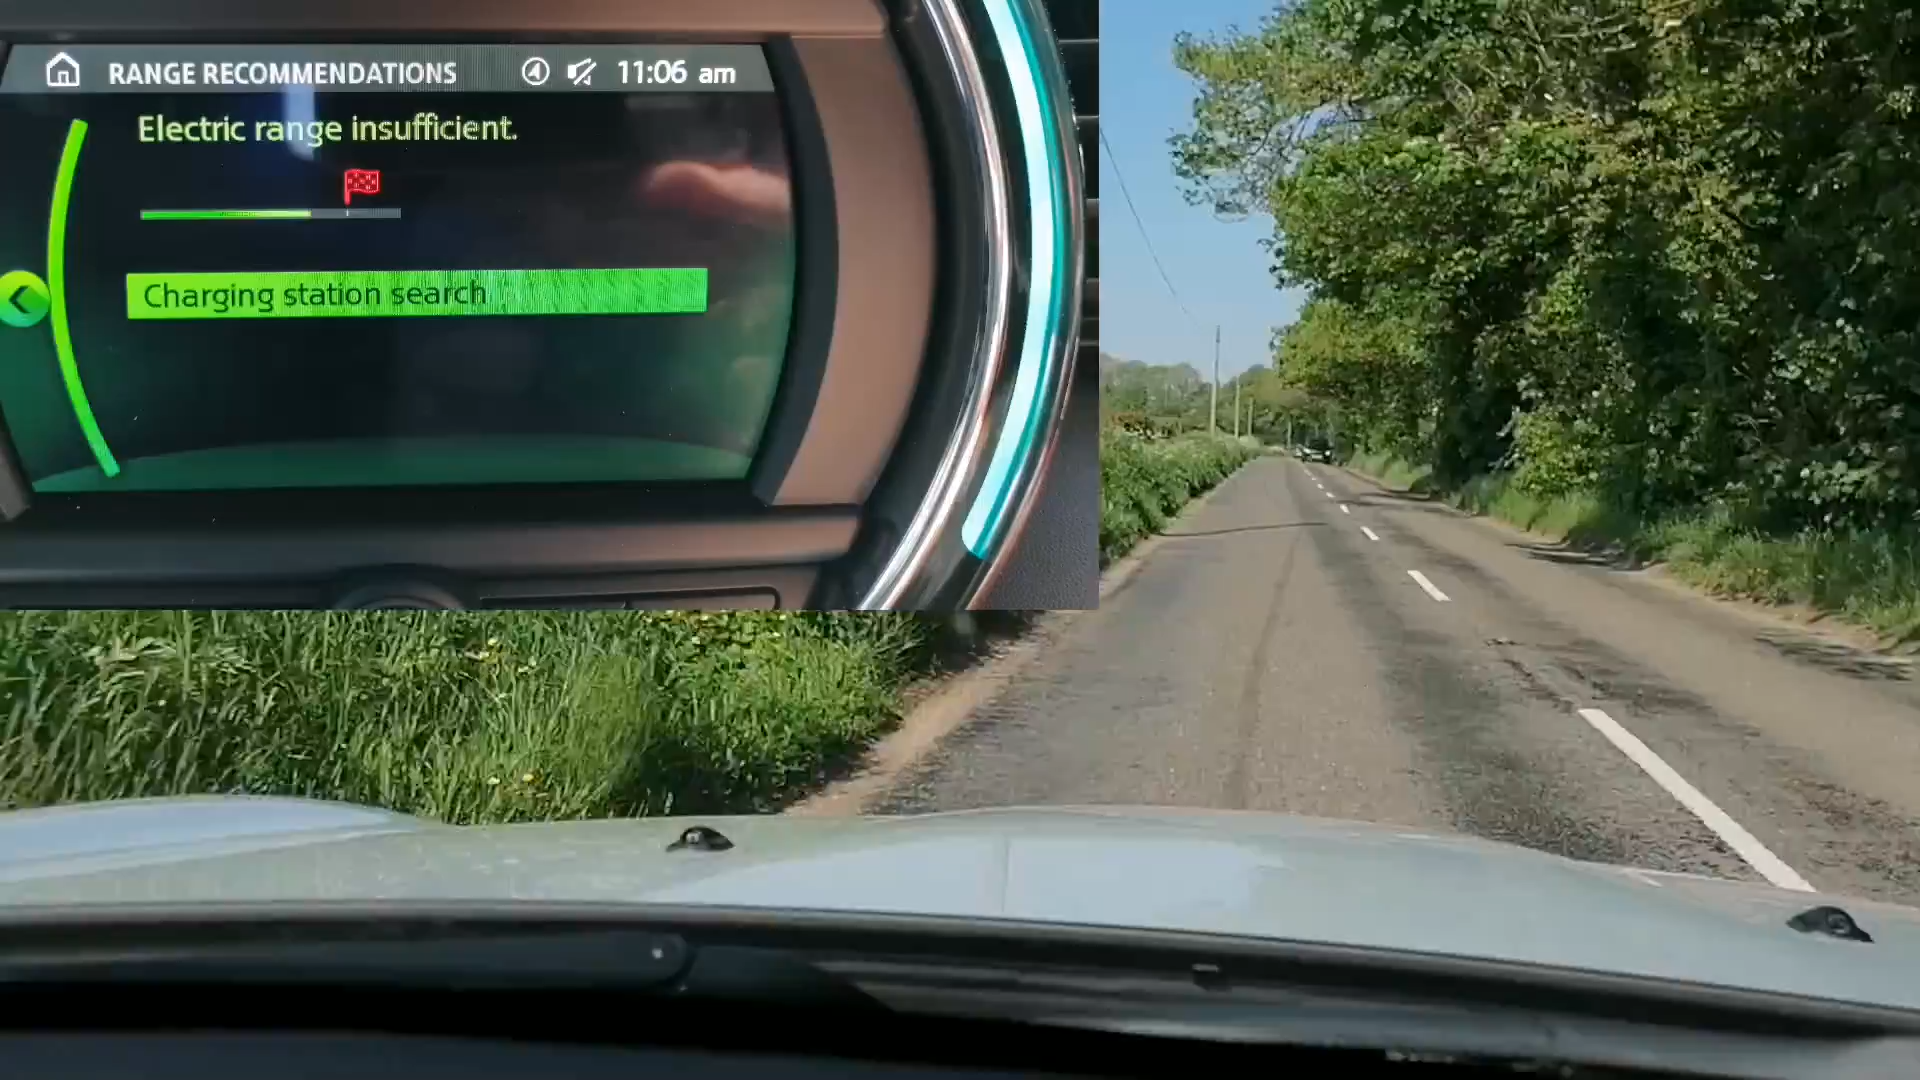 RANGE RECOMMENDATIONS 11:06 am
Electric range insufficient.
Charging station search